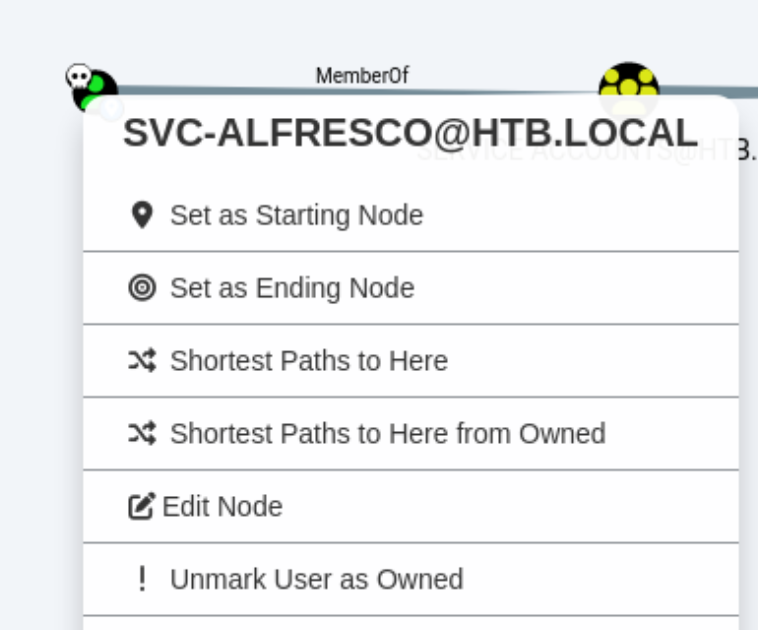 MemberOf
SVC-ALFRESCO@HTB.LOCAL
SERVICE ACCOUNTS@HTB.
Set as Starting Node
Set as Ending Node
Shortest Paths to Here
Shortest Paths to Here from Owned
Edit Node
Unmark User as Owned